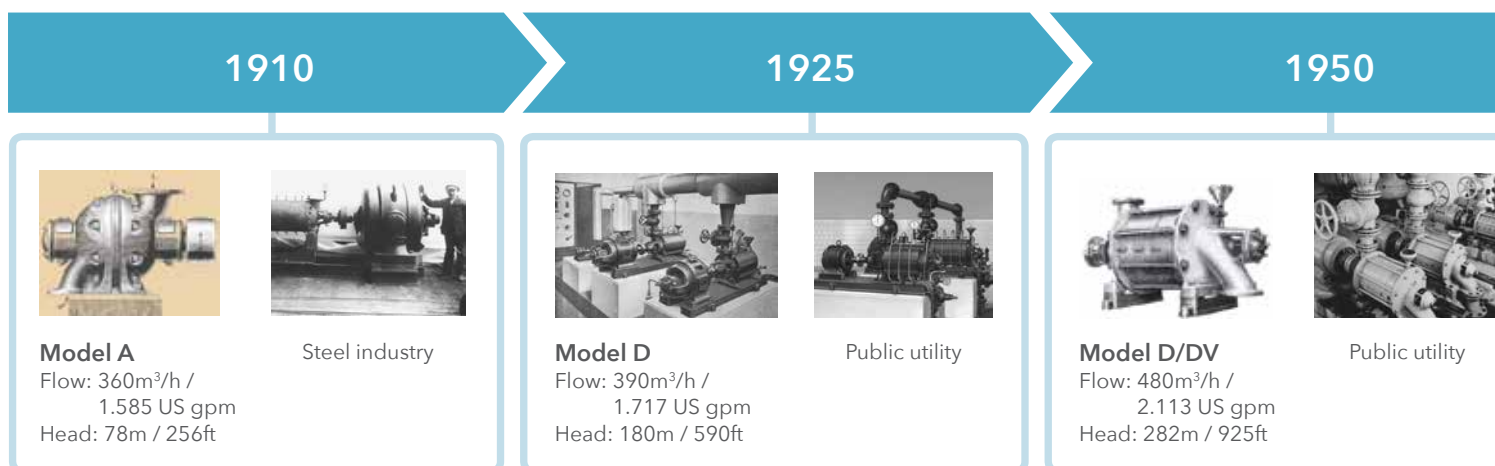 1910
1925
1950
Model A
Flow: 360m³/h /
1.585 US gpm
Head: 78m / 256ft
Steel industry
Model D
Flow: 390m³/h /
1.717 US gpm
Head: 180m / 590ft
Public utility
Model D/DV
Flow: 480m³/h /
2.113 US gpm
Head: 282m / 925ft
Public utility